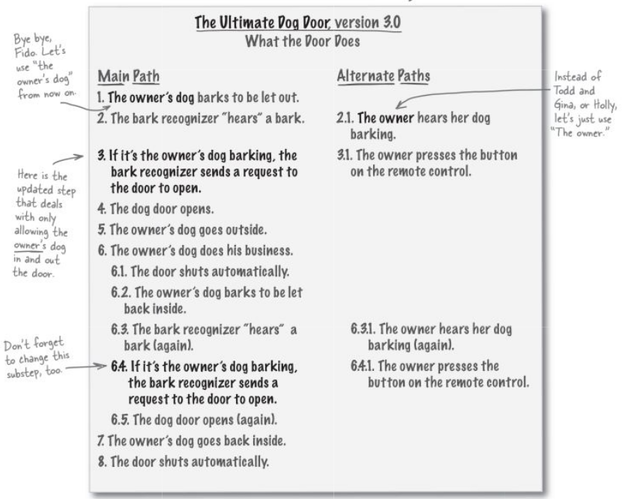 The Ultimate Dog Door, version 3.0
What the Door Does
Bye bye,
Fido. Let's
use "the
owner's dog"
from now on.
Main Path
1. The owner's dog barks to be let out.
2. The bark recognizer "hears" a bark.
3. If it's the owner's dog barking, the
bark recognizer sends a request to
the door to open.
4. The dog door opens.
5. The owner's dog goes outside.
6. The owner's dog does his business.
6.1. The door shuts automatically.
6.2. The owner's dog barks to be let
back inside.
6.3. The bark recognizer "hears" a
bark (again).
6.4. If it's the owner's dog barking,
the bark recognizer sends a
request to the door to open.
6.5. The dog door opens (again).
7. The owner's dog goes back inside.
8. The door shuts automatically.
Alternate Paths
2.1. The owner hears her dog
barking.
3.1. The owner presses the button
on the remote control.
6.3.1. The owner hears her dog
barking (again).
6.4.1. The owner presses the
button on the remote control.
Instead of
Todd and
Gina, or Holly,
let's just use
"The owner."
Here is the
updated step
that deals
with only
allowing the
owner's dog
in and out
the door.
Don't forget
to change this
substep, too.